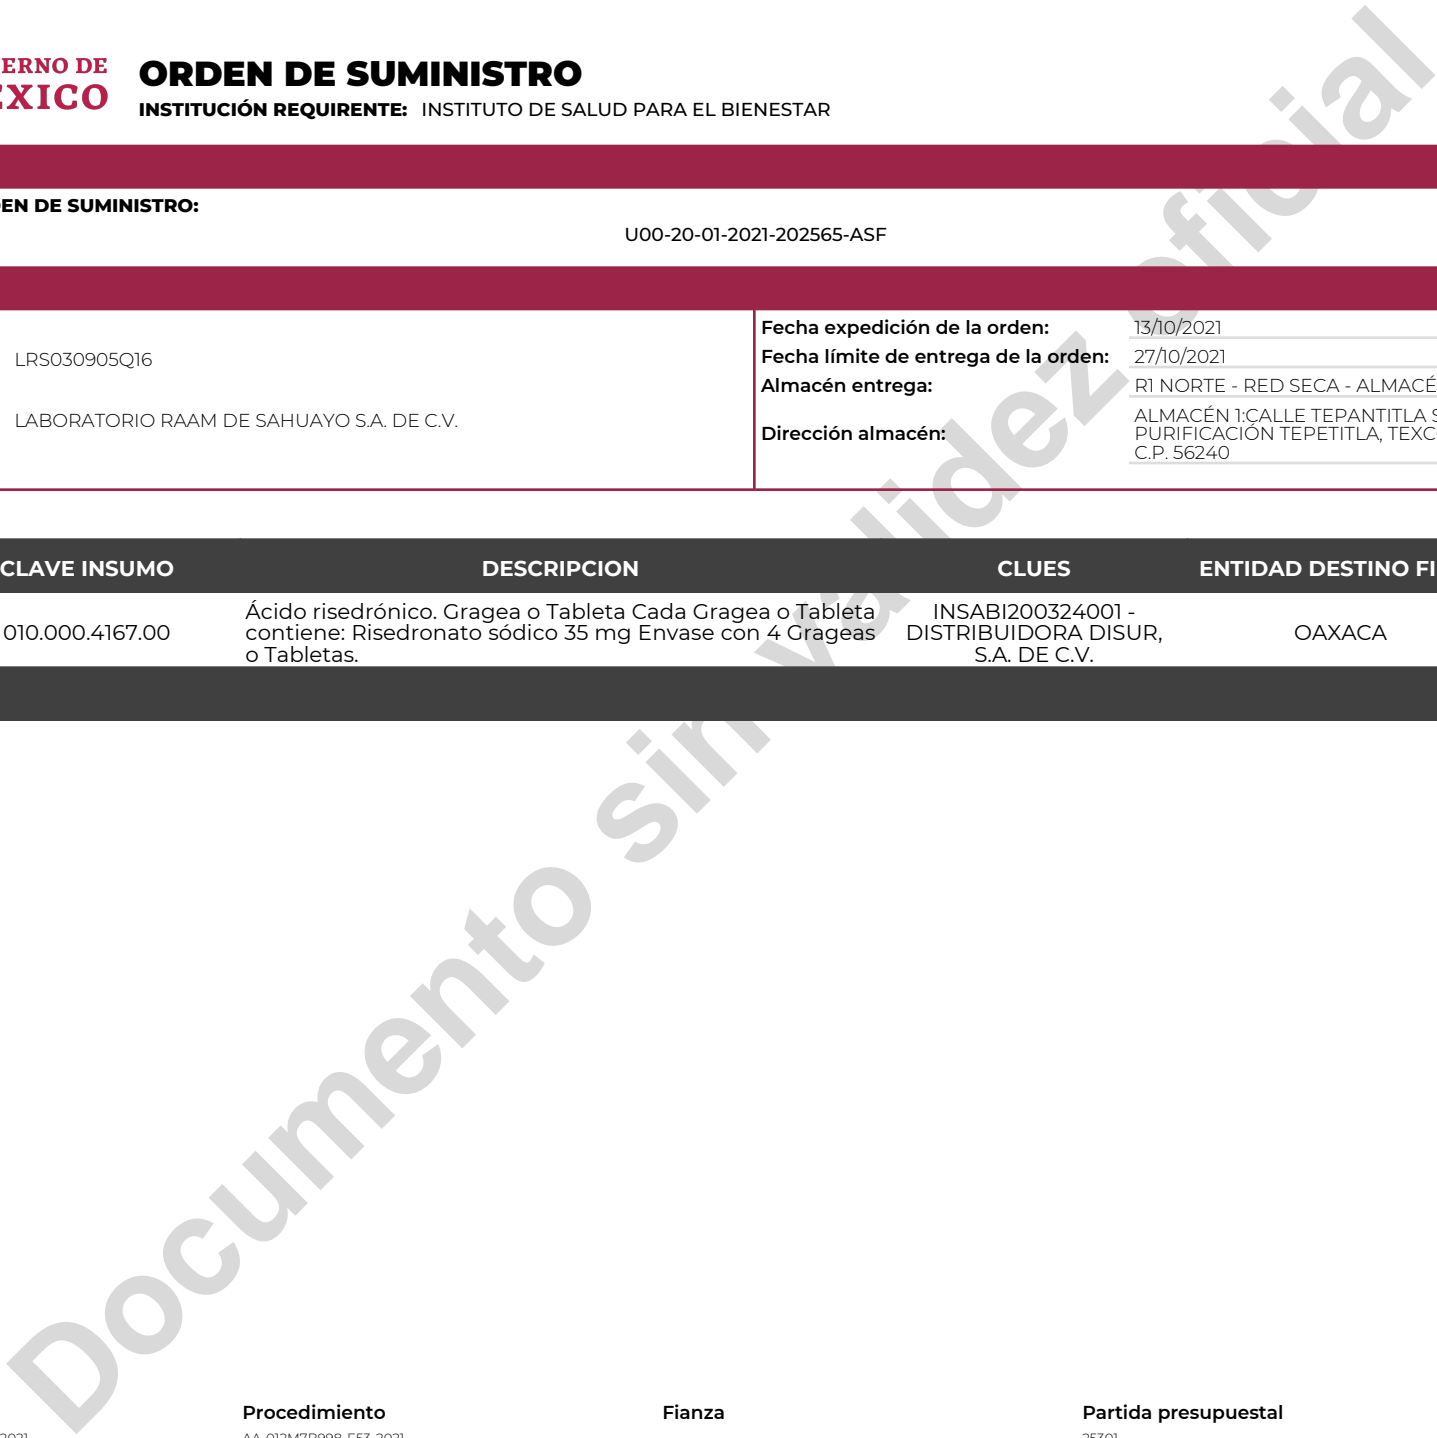 ERNO DE
ORDEN DE SUMINISTRO
INSTITUCIÓN REQUIRENTE: INSTITUTO DE SALUD PARA EL BIENESTAR
EN DE SUMINISTRO:
U00-20-01-2021-202565-ASF
LRS030905Q16
LABORATORIO RAAM DE SAHUAYO S.A. DE C.V.
Fecha expedición de la orden: 13/10/2021
Fecha límite de entrega de la orden: 27/10/2021
Almacén entrega: R1 NORTE - RED SECA - ALMACÉ
Dirección almacén: ALMACÉN 1:CALLE TEPANTITLA S
PURIFICACIÓN TEPETITLA, TEXC
C.P. 56240
CLAVE INSUMO DESCRIPCION CLUES ENTIDAD DESTINO FI
010.000.4167.00
Ácido risedrónico. Gragea o Tableta Cada Gragea o Tableta
contiene: Risedronato sódico 35 mg Envase con 4 Grageas
o Tabletas.
INSABI200324001 -
DISTRIBUIDORA DISUR,
S.A. DE C.V.
OAXACA
Documento sin validez oficial
Procedimiento Fianza Partida presupuestal